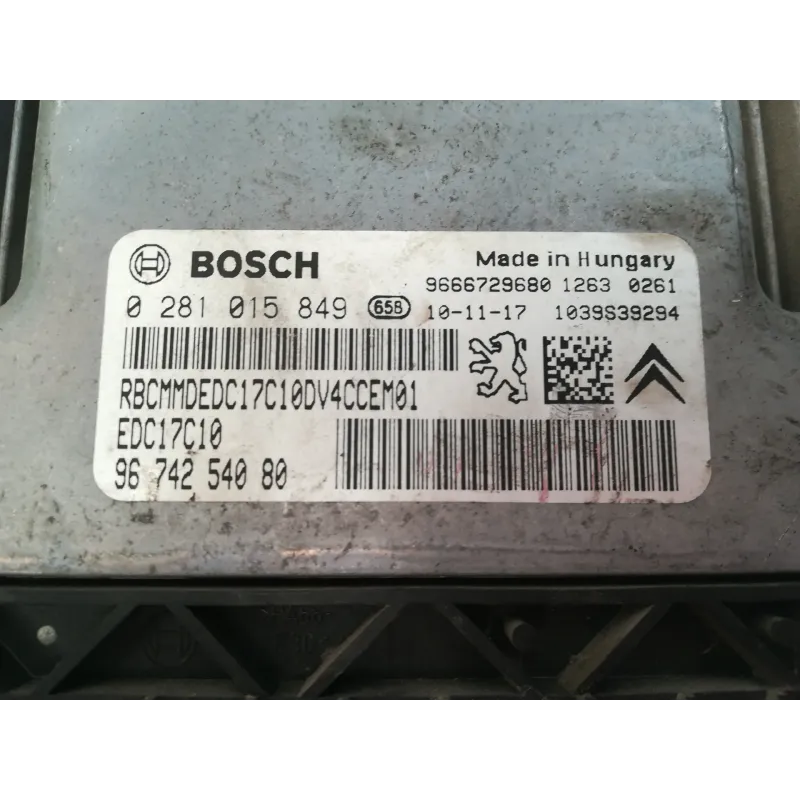 BOSCH
Made in Hungary
9666729680 1263 0261
0 281 015 849 658 10-11-17 1039S39294
RBCMMDEDC17C10DV4CCEM01
EDC17C10
96 742 540 80